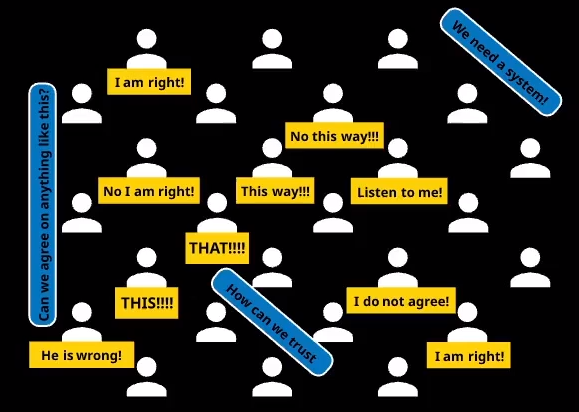 We need a system!
I am right!
Can we agree on anything like this?
No this way!!!
No I am right!
This way!!!
Listen to me!
THAT!!!!
THIS!!!!
How can we trust
I do not agree!
He is wrong!
I am right!